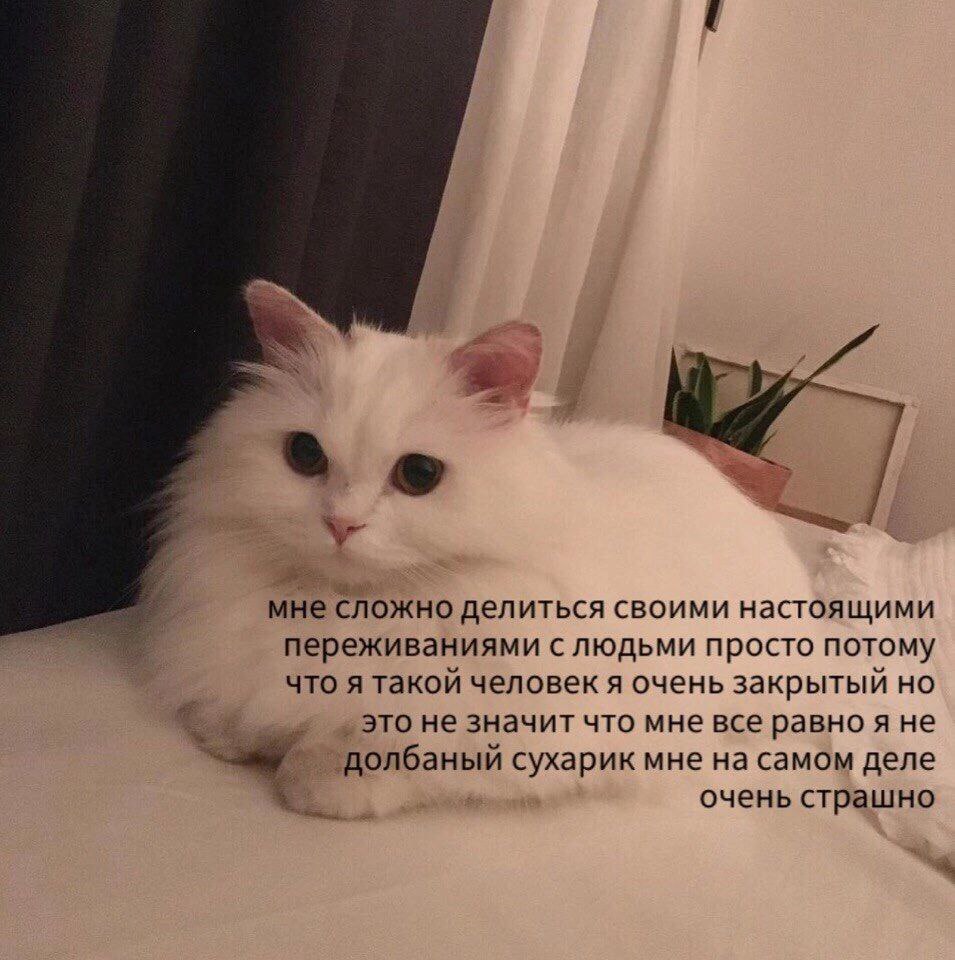 мне сложно делиться своими настоящими
переживаниями с людьми просто потому
что я такой человек я очень закрытый но
это не значит что мне все равно я не
долбаный сухарик мне на самом деле
очень страшно